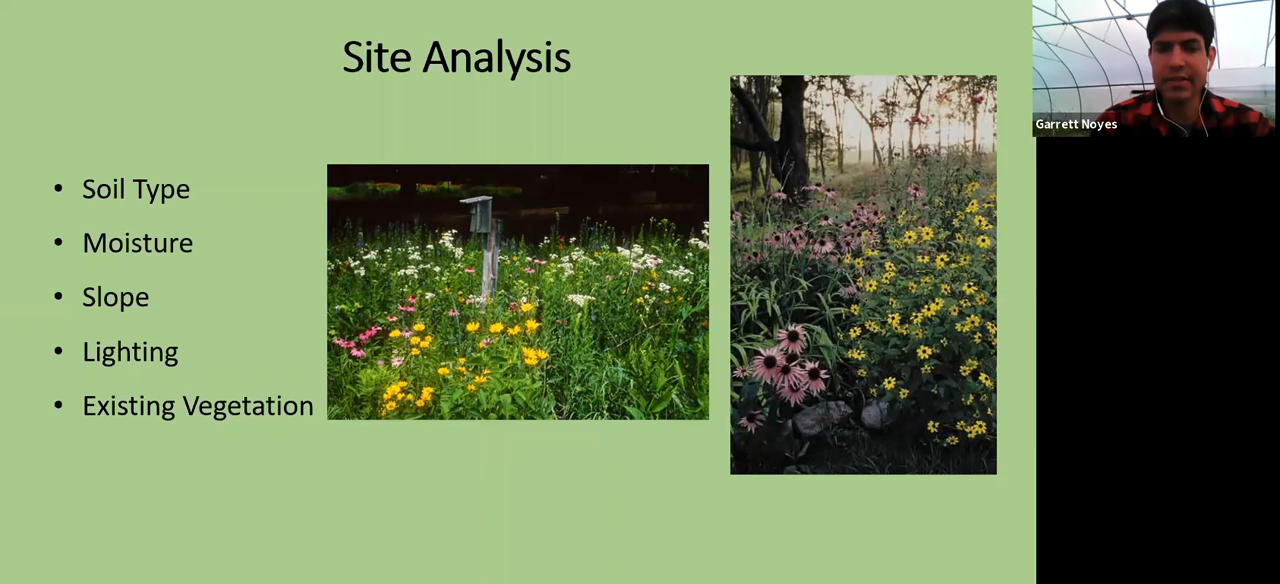 Site Analysis
• Soil Type
• Moisture
• Slope
• Lighting
• Existing Vegetation
Garrett Noyes